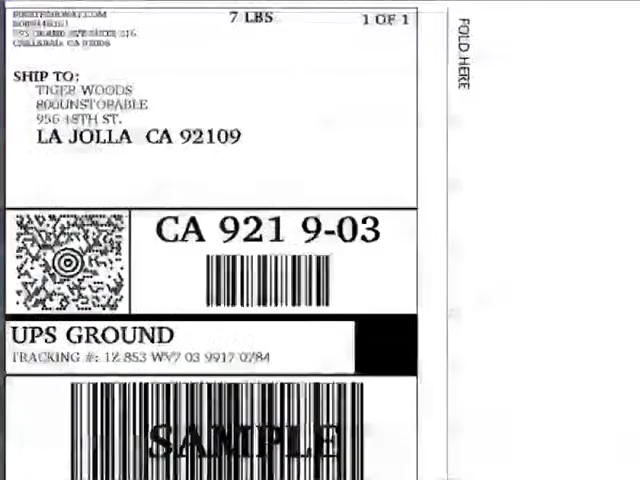 7 LBS
1 OF 1
FOLD HERE
SHIP TO:
TIGER WOODS
800UNSTOPABLE
956 18TH ST.
LA JOLLA CA 92109
CA 921 9-03
UPS GROUND
TRACKING #: 1Z 853 WV7 03 9917 0784
SAMPLE